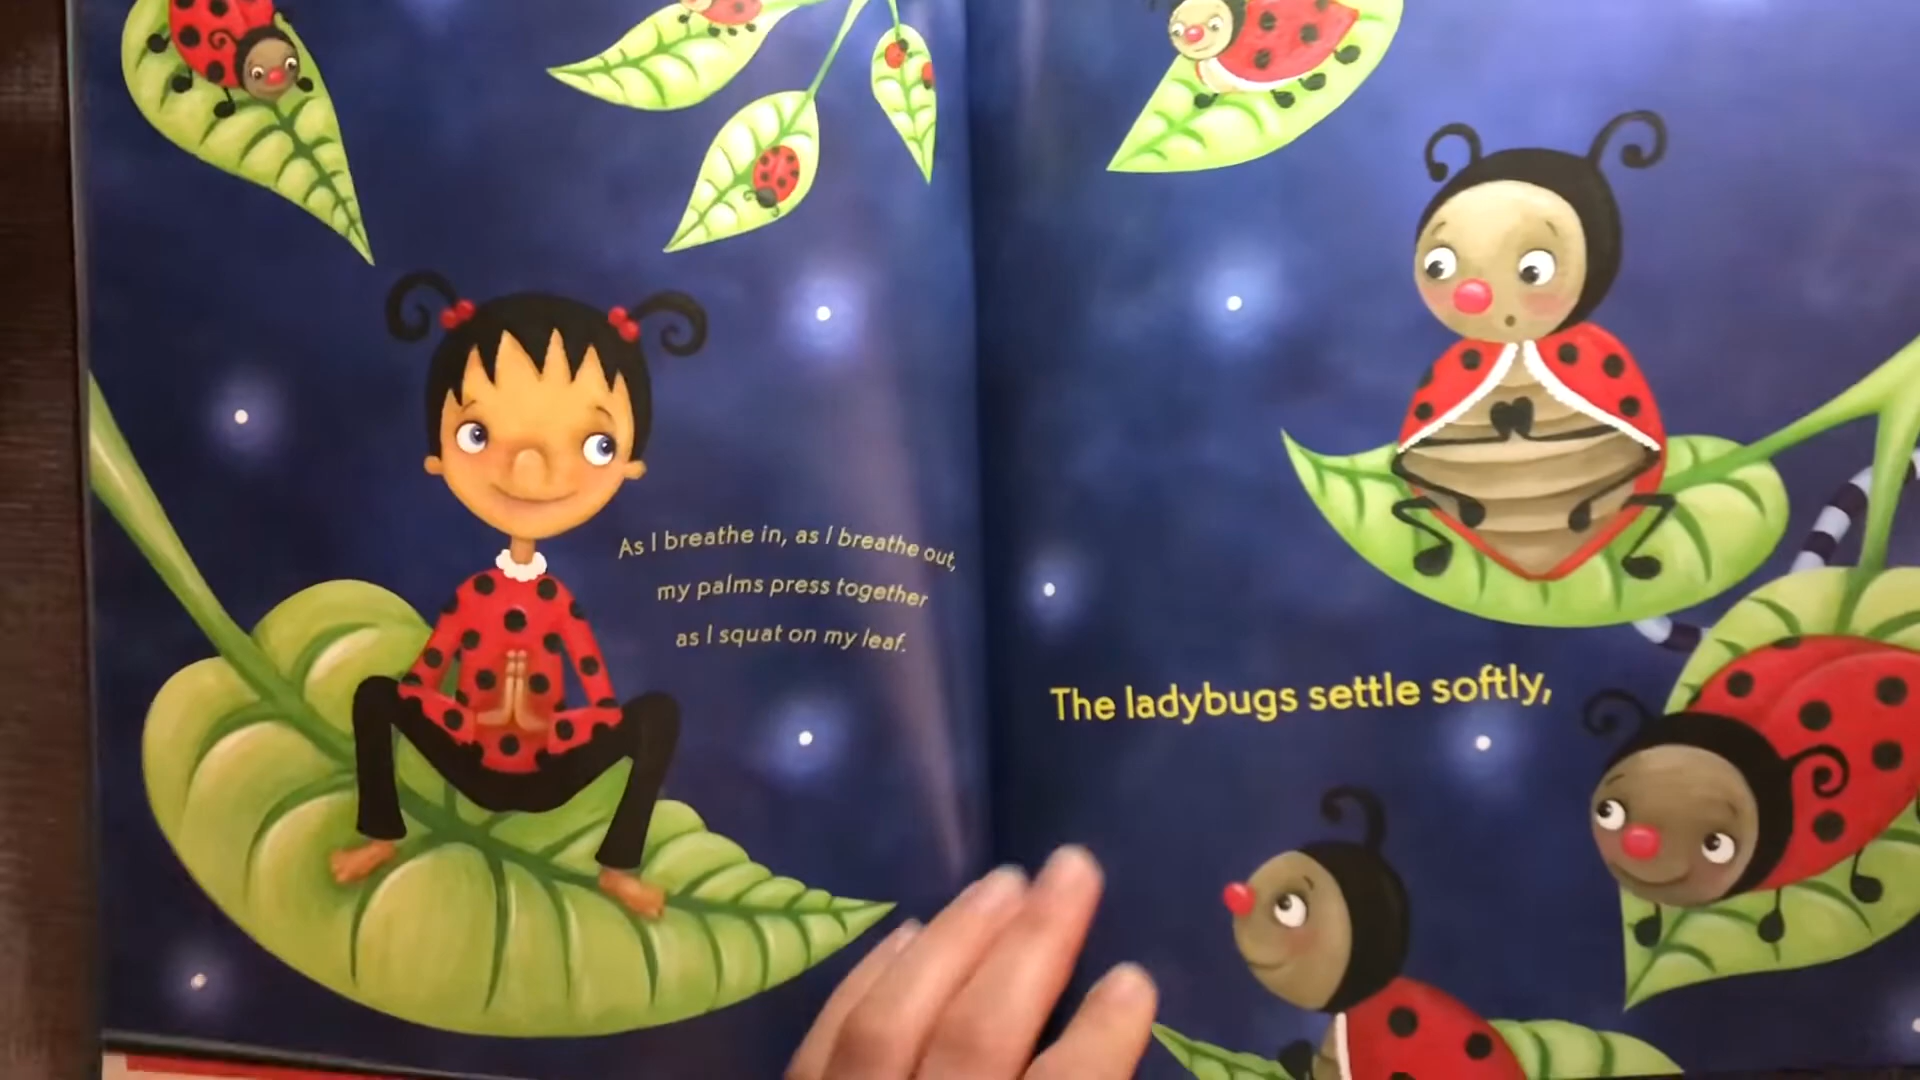 As I breathe in, as I breathe out,
my palms press together
as I squat on my leaf.
The ladybugs settle softly,